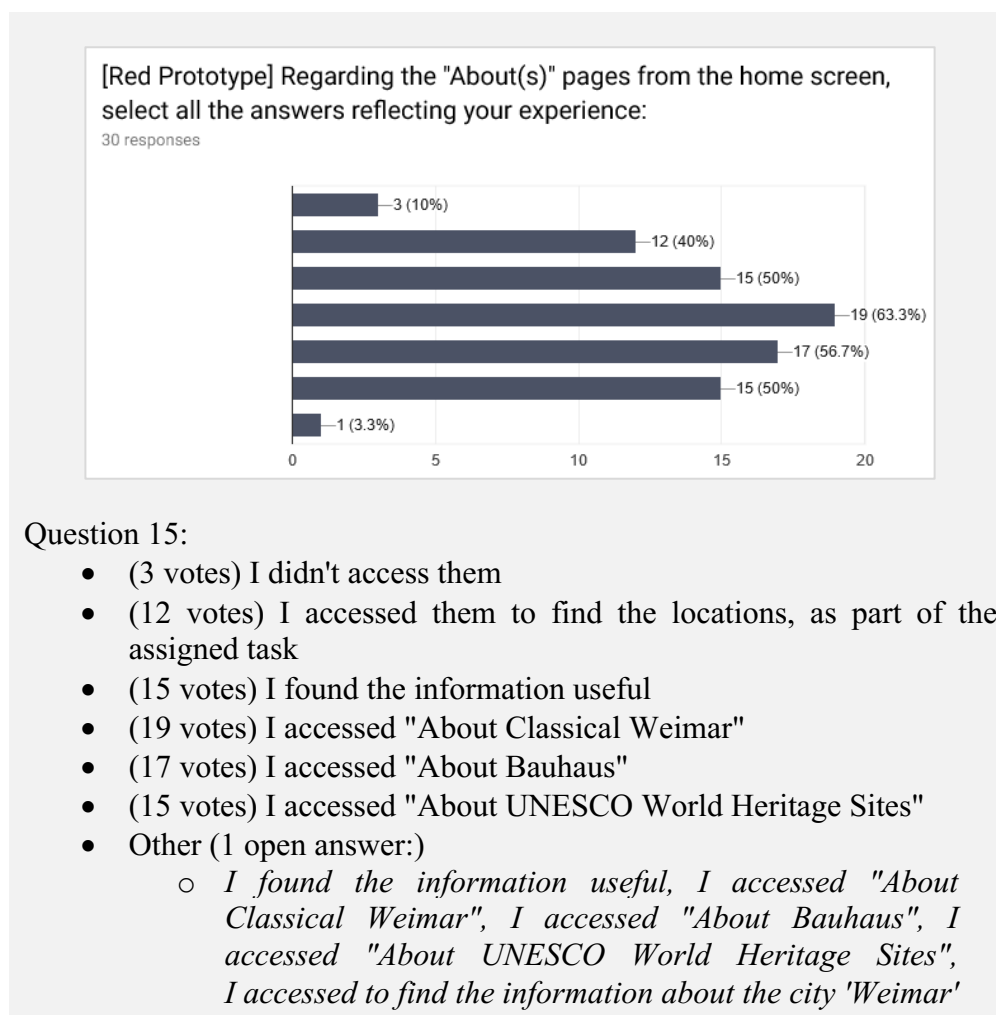 [Red Prototype] Regarding the "About(s)" pages from the home screen,
select all the answers reflecting your experience:
30 responses
3 (10%)
12 (40%)
15 (50%)
19 (63.3%)
17 (56.7%)
15 (50%)
1 (3.3%)
0 5 10 15 20
Question 15:
• (3 votes) I didn't access them
• (12 votes) I accessed them to find the locations, as part of the
assigned task
• (15 votes) I found the information useful
• (19 votes) I accessed "About Classical Weimar"
• (17 votes) I accessed "About Bauhaus"
• (15 votes) I accessed "About UNESCO World Heritage Sites"
• Other (1 open answer:)
o I found the information useful, I accessed "About
Classical Weimar", I accessed "About Bauhaus", I
accessed "About UNESCO World Heritage Sites",
I accessed to find the information about the city 'Weimar'